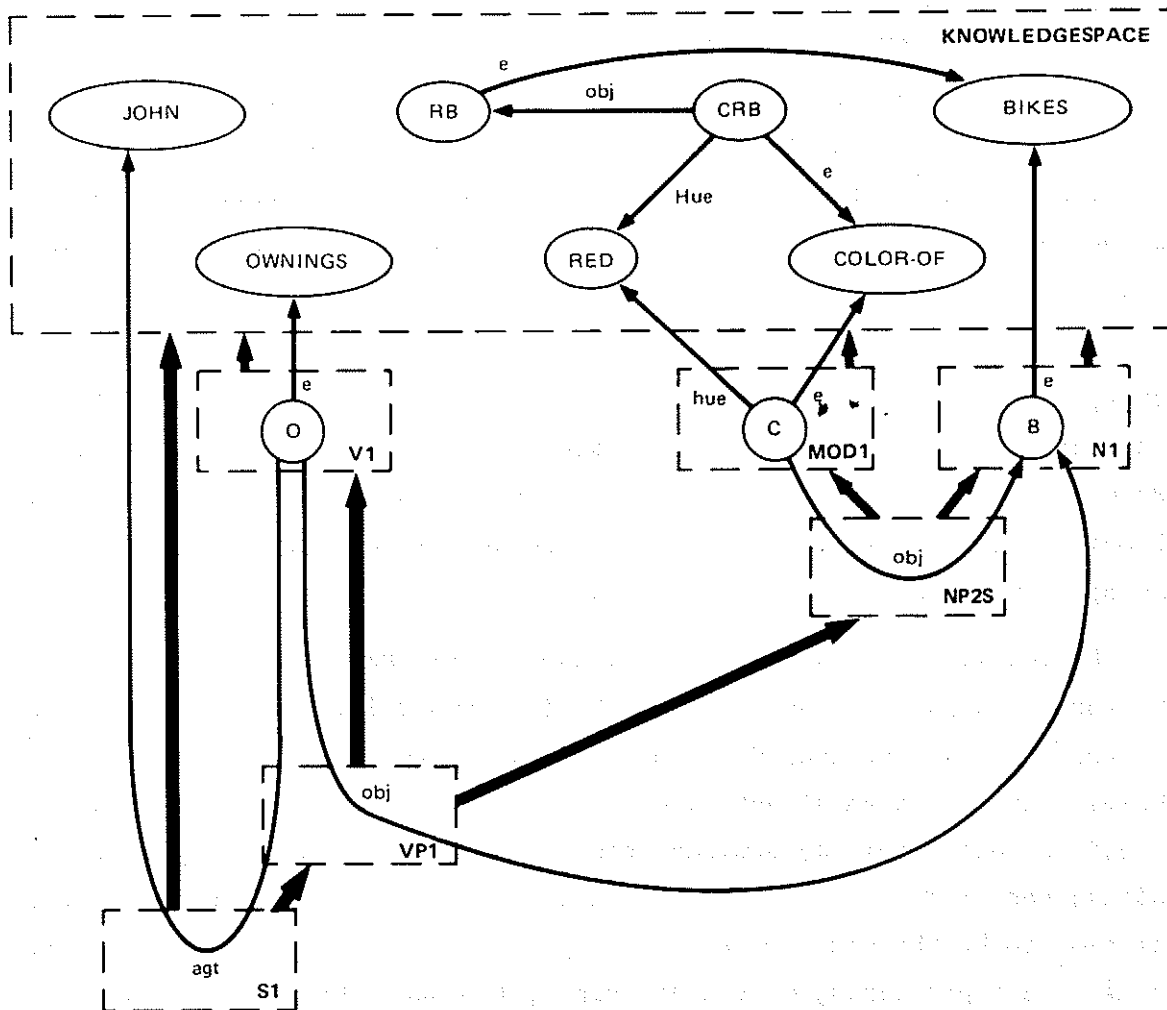 KNOWLEDGESPACE
e
JOHN
RB
obj
CRB
BIKES
Hue
e
OWNINGS
RED
COLOR-OF
e
hue
e
e
O
C
B
V1
MOD1
N1
obj
NP2S
obj
VP1
agt
S1